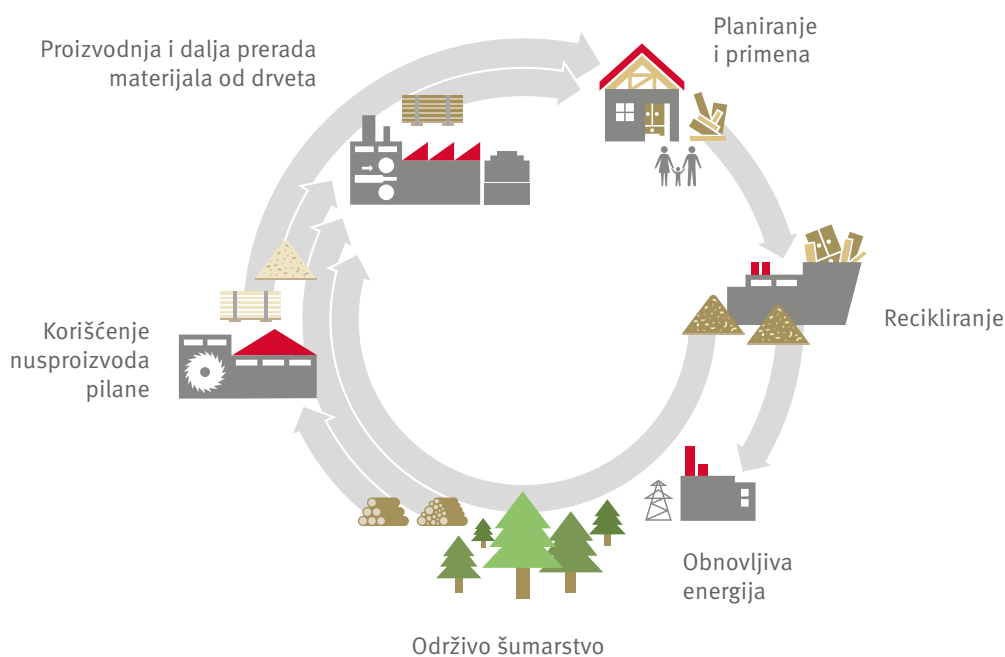 Proizvodnja i dalja prerada
materijala od drveta
Planiranje
i primena
Recikliranje
Korišćenje
nusproizvoda
pilane
Obnovljiva
energija
Održivo šumarstvo